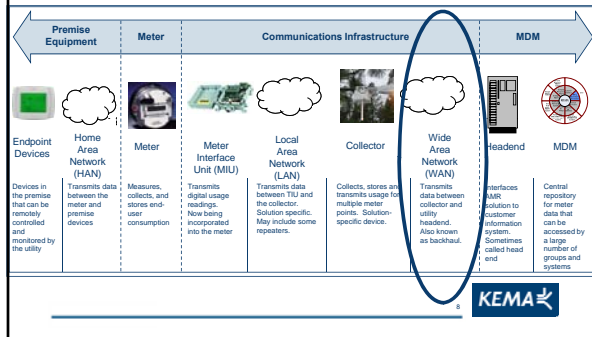 Premise
Equipment
Meter
Communications Infrastructure
MDM
Endpoint
Devices
Home
Area
Network
(HAN)
Meter
Meter
Interface
Unit (MIU)
Local
Area
Network
(LAN)
Collector
Wide
Area
Network (WAN)
Headend
MDM
Devices in
the premise
that can be
remotely
controlled
and
monitored by
the utility
Transmits data
between the
meter and
premise
devices
Measures,
collects, and
stores end-
user
consumption
Transmits
digital usage
readings.
Now being
incorporated
into the meter
Transmits data
between TIU and
the collector.
Solution specific.
May include some
repeaters.
Collects, stores and
transmits usage for
multiple meter
points. Solution-
specific device.
Transmits
data between
collector and
utility
headend.
Also known
as backhaul.
Interfaces
AMR
solution to
customer
information
system.
Sometimes
called head
end
Central
repository
for meter
data that
can be
accessed by
a large
number of
groups and
systems
8
KEMA